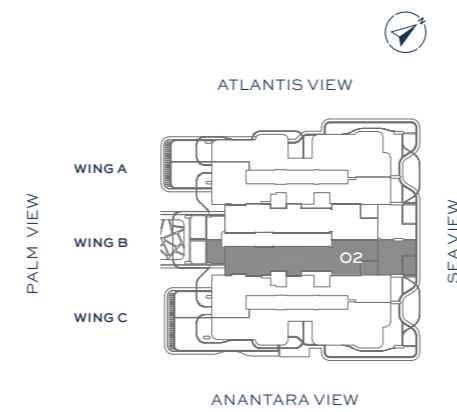 N
ATLANTIS VIEW
WING A
PALM VIEW
WING B
02
SEA VIEW
WING C
ANANTARA VIEW